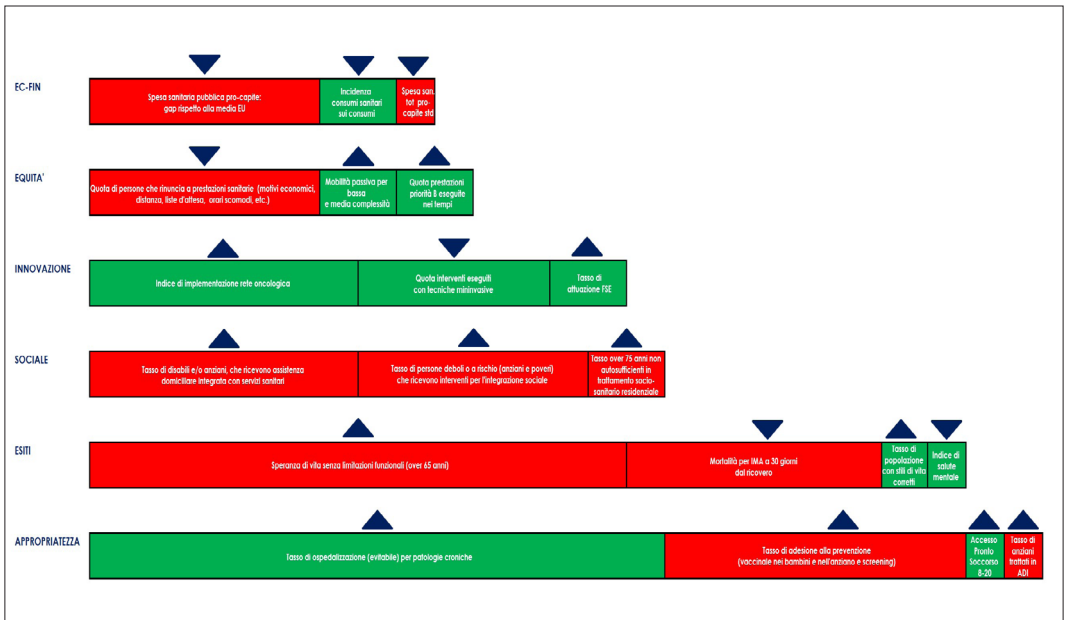 EC-FIN
Spesa sanitaria pubblica pro-capite:
gap rispetto alla media EU
Incidenza
consumi sanitari
sui consumi
Spesa san.
tot pro-
capite std
EQUITA'
Quota di persone che rinuncia a prestazioni sanitarie (motivi economici,
distanza, liste d'attesa, orari scomodi, etc.)
Mobilità passiva per
bassa
e media complessità
Quota prestazioni
priorità B eseguite
nei tempi
INNOVAZIONE
Indice di implementazione rete oncologica
Quota interventi eseguiti
con tecniche mininvasive
Tasso di
attuazione FSE
SOCIALE
Tasso di disabili e/o anziani, che ricevono assistenza
domiciliare integrata con servizi sanitari
Tasso di persone deboli o a rischio (anziani e poveri)
che ricevono interventi per l'integrazione sociale
Tasso over 75 anni non
autosufficienti in
trattamento socio-
sanitario residenziale
ESITI
Speranza di vita senza limitazioni funzionali (over 65 anni)
Mortalità per IMA a 30 giorni
dal ricovero
Tasso di
popolazione
con stili di vita
corretti
Indice di
salute
mentale
APPROPRIATEZZA
Tasso di ospedalizzazione (evitabile) per patologie croniche
Tasso di adesione alla prevenzione
(vaccinale nei bambini e nell'anziano e screening)
Accesso
Pronto
Soccorso
8-20
Tasso di
anziani
trattati in
ADI